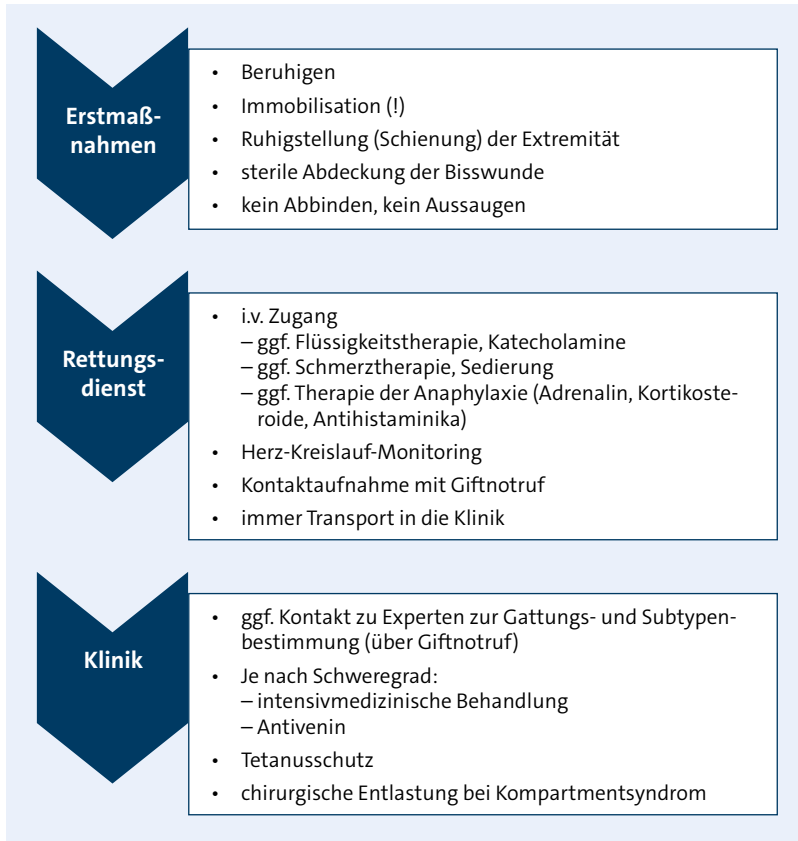 Erstmaß-
nahmen
• Beruhigen
• Immobilisation (!)
• Ruhigstellung (Schienung) der Extremität
• sterile Abdeckung der Bisswunde
• kein Abbinden, kein Aussaugen
Rettungs-
dienst
• i.v. Zugang
– ggf. Flüssigkeitstherapie, Katecholamine
– ggf. Schmerztherapie, Sedierung
– ggf. Therapie der Anaphylaxie (Adrenalin, Kortikoste-
roide, Antihistaminika)
• Herz-Kreislauf-Monitoring
• Kontaktaufnahme mit Giftnotruf
• immer Transport in die Klinik
Klinik
• ggf. Kontakt zu Experten zur Gattungs- und Subtypen-
bestimmung (über Giftnotruf)
• Je nach Schweregrad:
– intensivmedizinische Behandlung
– Antivenin
• Tetanusschutz
• chirurgische Entlastung bei Kompartmentsyndrom